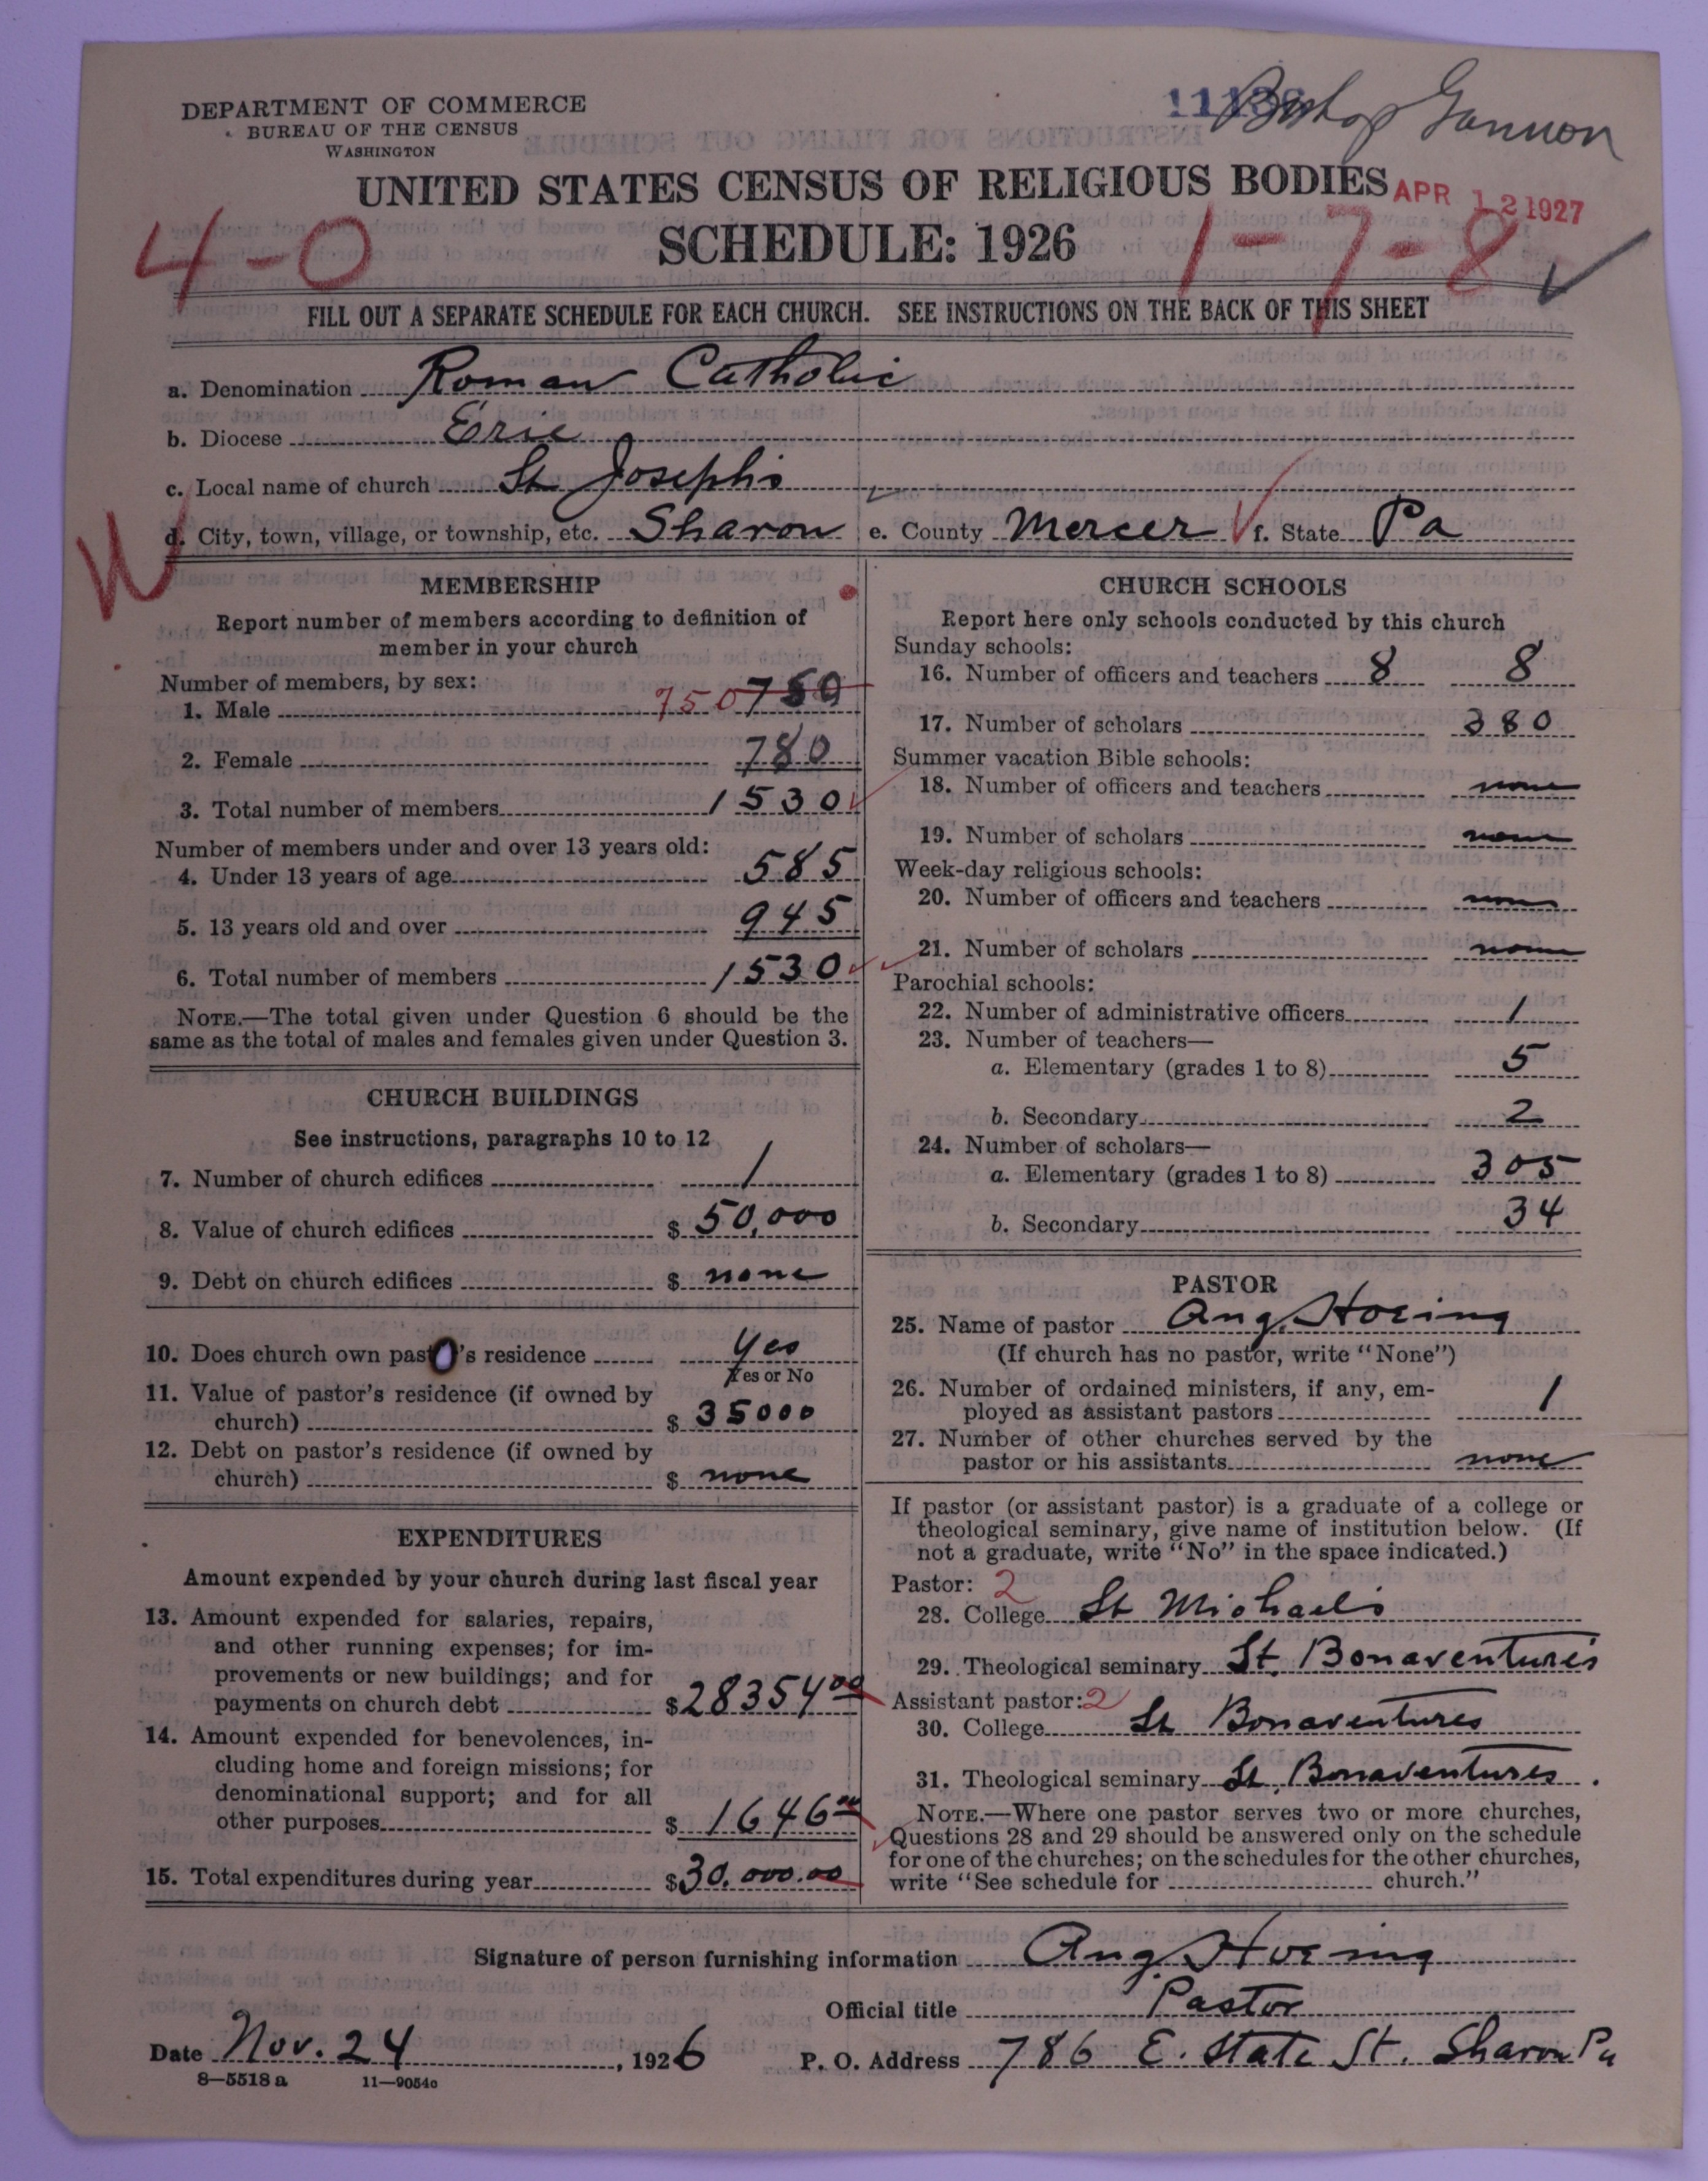 DEPARTMENT OF COMMERCE
BUREAU OF THE CENSUS
WASHINGTON
Bishop Gannon
UNITED STATES CENSUS OF RELIGIOUS BODIES
APR 12 1927
SCHEDULE: 1926
4-0
1-7-8
FILL OUT A SEPARATE SCHEDULE FOR EACH CHURCH. SEE INSTRUCTIONS ON THE BACK OF THIS SHEET
a. Denomination Roman Catholic
b. Diocese Erie
c. Local name of church St Joseph's
d. City, town, village, or township, etc. Sharon e. County Mercer f. State Pa
W
MEMBERSHIP
Report number of members according to definition of
member in your church
Number of members, by sex:
1. Male 750 750
2. Female 780
3. Total number of members 1530
Number of members under and over 13 years old:
4. Under 13 years of age 585
5. 13 years old and over 945
6. Total number of members 1530
NOTE.—The total given under Question 6 should be the
same as the total of males and females given under Question 3.
CHURCH BUILDINGS
See instructions, paragraphs 10 to 12
7. Number of church edifices 1
8. Value of church edifices $ 50,000
9. Debt on church edifices $ none
10. Does church own pas 's residence Yes
Yes or No
11. Value of pastor's residence (if owned by
church) $ 35000
12. Debt on pastor's residence (if owned by
church) $ none
EXPENDITURES
Amount expended by your church during last fiscal year
13. Amount expended for salaries, repairs,
and other running expenses; for im-
provements or new buildings; and for
payments on church debt $28354 00
14. Amount expended for benevolences, in-
cluding home and foreign missions; for
denominational support; and for all
other purposes $ 1646 00
15. Total expenditures during year $30,000.00
CHURCH SCHOOLS
Report here only schools conducted by this church
Sunday schools:
16. Number of officers and teachers 8 8
17. Number of scholars 380
Summer vacation Bible schools:
18. Number of officers and teachers none
19. Number of scholars none
Week-day religious schools:
20. Number of officers and teachers none
21. Number of scholars none
Parochial schools:
22. Number of administrative officers 1
23. Number of teachers—
a. Elementary (grades 1 to 8) 5
b. Secondary 2
24. Number of scholars—
a. Elementary (grades 1 to 8) 305
b. Secondary 34
PASTOR
25. Name of pastor Aug. Hoeing
(If church has no pastor, write "None")
26. Number of ordained ministers, if any, em-
ployed as assistant pastors 1
27. Number of other churches served by the
pastor or his assistants none
If pastor (or assistant pastor) is a graduate of a college or
theological seminary, give name of institution below. (If
not a graduate, write "No" in the space indicated.)
Pastor: 2
28. College St Michaels
29. Theological seminary St. Bonaventure's
Assistant pastor: 2
30. College St Bonaventures
31. Theological seminary St. Bonaventures
NOTE.—Where one pastor serves two or more churches,
Questions 28 and 29 should be answered only on the schedule
for one of the churches; on the schedules for the other churches,
write "See schedule for church."
Signature of person furnishing information Aug. Hoeing
Official title Pastor
Date Nov. 24, 1926 P. O. Address 786 E. State St. Sharon Pa
8—5518 a 11—9054c